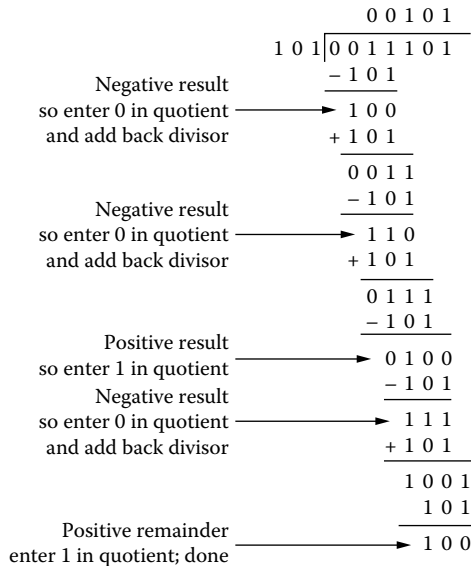 0 0 1 0 1
1 0 1 0 0 1 1 1 0 1
Negative result
– 1 0 1
so enter 0 in quotient
1 0 0
and add back divisor
+ 1 0 1
0 0 1 1
Negative result
– 1 0 1
so enter 0 in quotient
1 1 0
and add back divisor
+ 1 0 1
0 1 1 1
– 1 0 1
Positive result
so enter 1 in quotient
0 1 0 0
Negative result
– 1 0 1
so enter 0 in quotient
1 1 1
and add back divisor
+ 1 0 1
1 0 0 1
1 0 1
Positive remainder
enter 1 in quotient; done
1 0 0